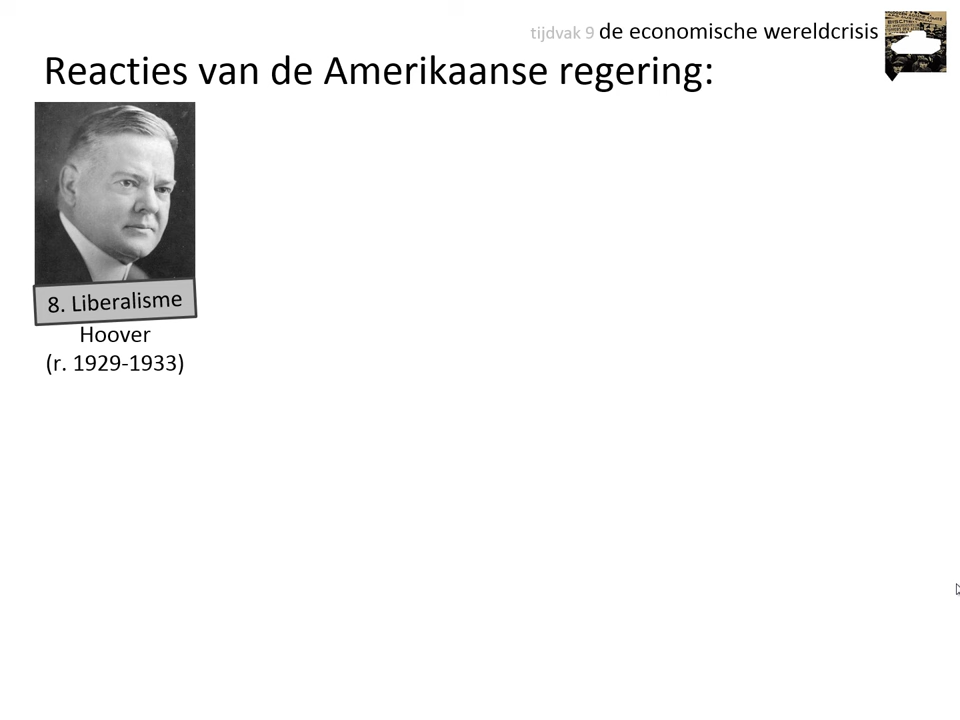 tijdvak 9 de economische wereldcrisis
Reacties van de Amerikaanse regering:
8. Liberalisme
Hoover
(r. 1929-1933)